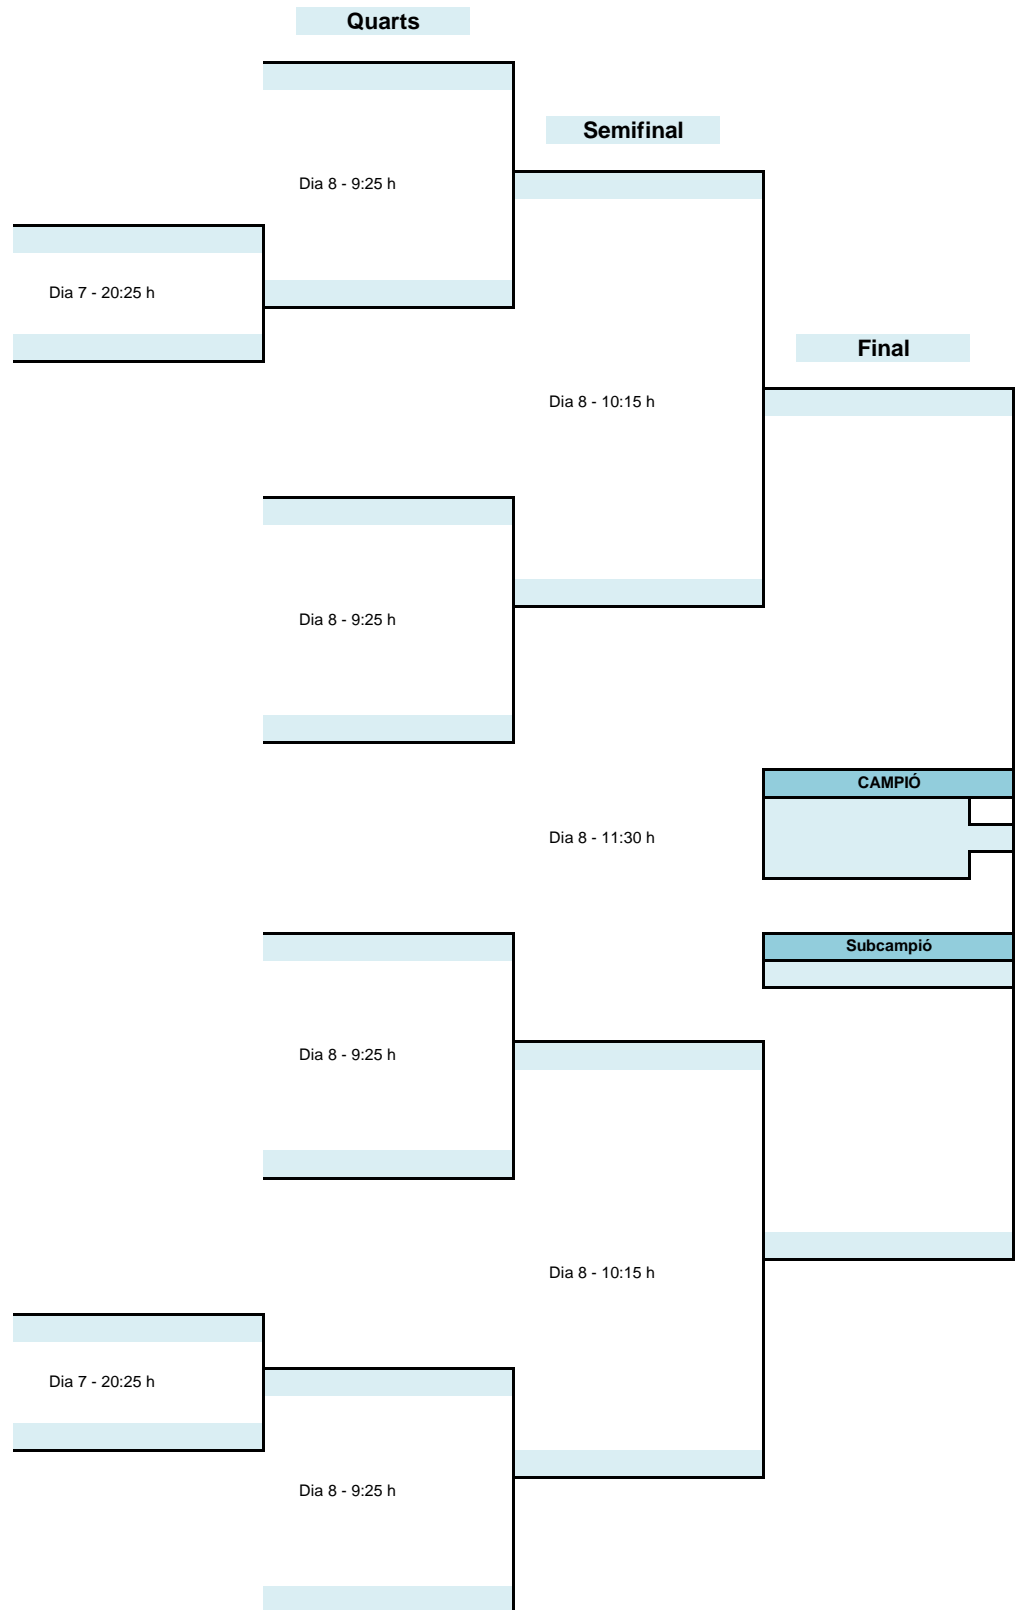 Quarts
Semifinal
Dia 8 - 9:25 h
Dia 7 - 20:25 h
Final
Dia 8 - 10:15 h
Dia 8 - 9:25 h
CAMPIÓ
Dia 8 - 11:30 h
Subcampió
Dia 8 - 9:25 h
Dia 8 - 10:15 h
Dia 7 - 20:25 h
Dia 8 - 9:25 h